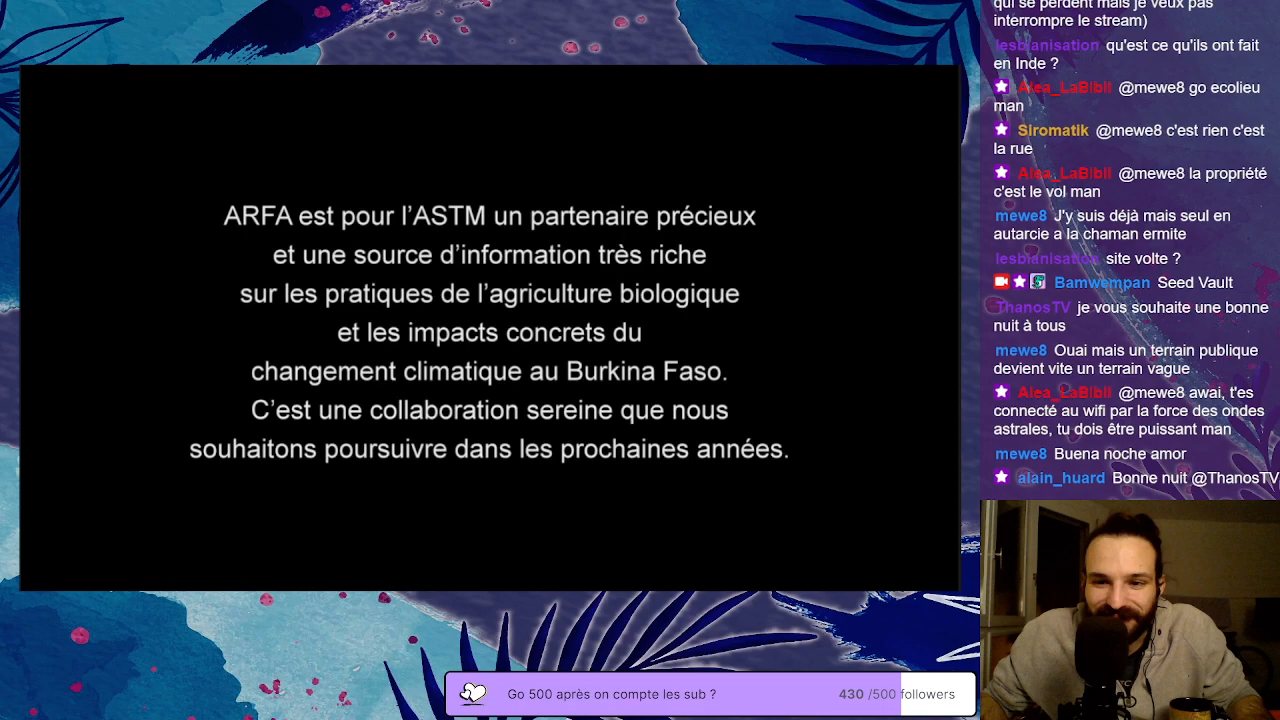 ARFA est pour l’ASTM un partenaire précieux
et une source d’information très riche
sur les pratiques de l’agriculture biologique
et les impacts concrets du
changement climatique au Burkina Faso.
C’est une collaboration sereine que nous
souhaitons poursuivre dans les prochaines années.
qui se perdent mais je veux pas
interrompre le stream)
lesbianisation qu'est ce qu'ils ont fait
en Inde ?
Alea_LaBibli @mewe8 go ecolieu
man
Siromatik @mewe8 c'est rien c'est
la rue
Alea_LaBibli @mewe8 la propriété
c'est le vol man
mewe8 J'y suis déjà mais seul en
autarcie a la chaman ermite
lesbianisation site volte ?
Bamwempan Seed Vault
ThanosTV je vous souhaite une bonne
nuit à tous
mewe8 Ouai mais un terrain publique
devient vite un terrain vague
Alea_LaBibli @mewe8 awai, t'es
connecté au wifi par la force des ondes
astrales, tu dois être puissant man
mewe8 Buena noche amor
alain_huard Bonne nuit @ThanosTV
Go 500 après on compte les sub ?
430 /500 followers